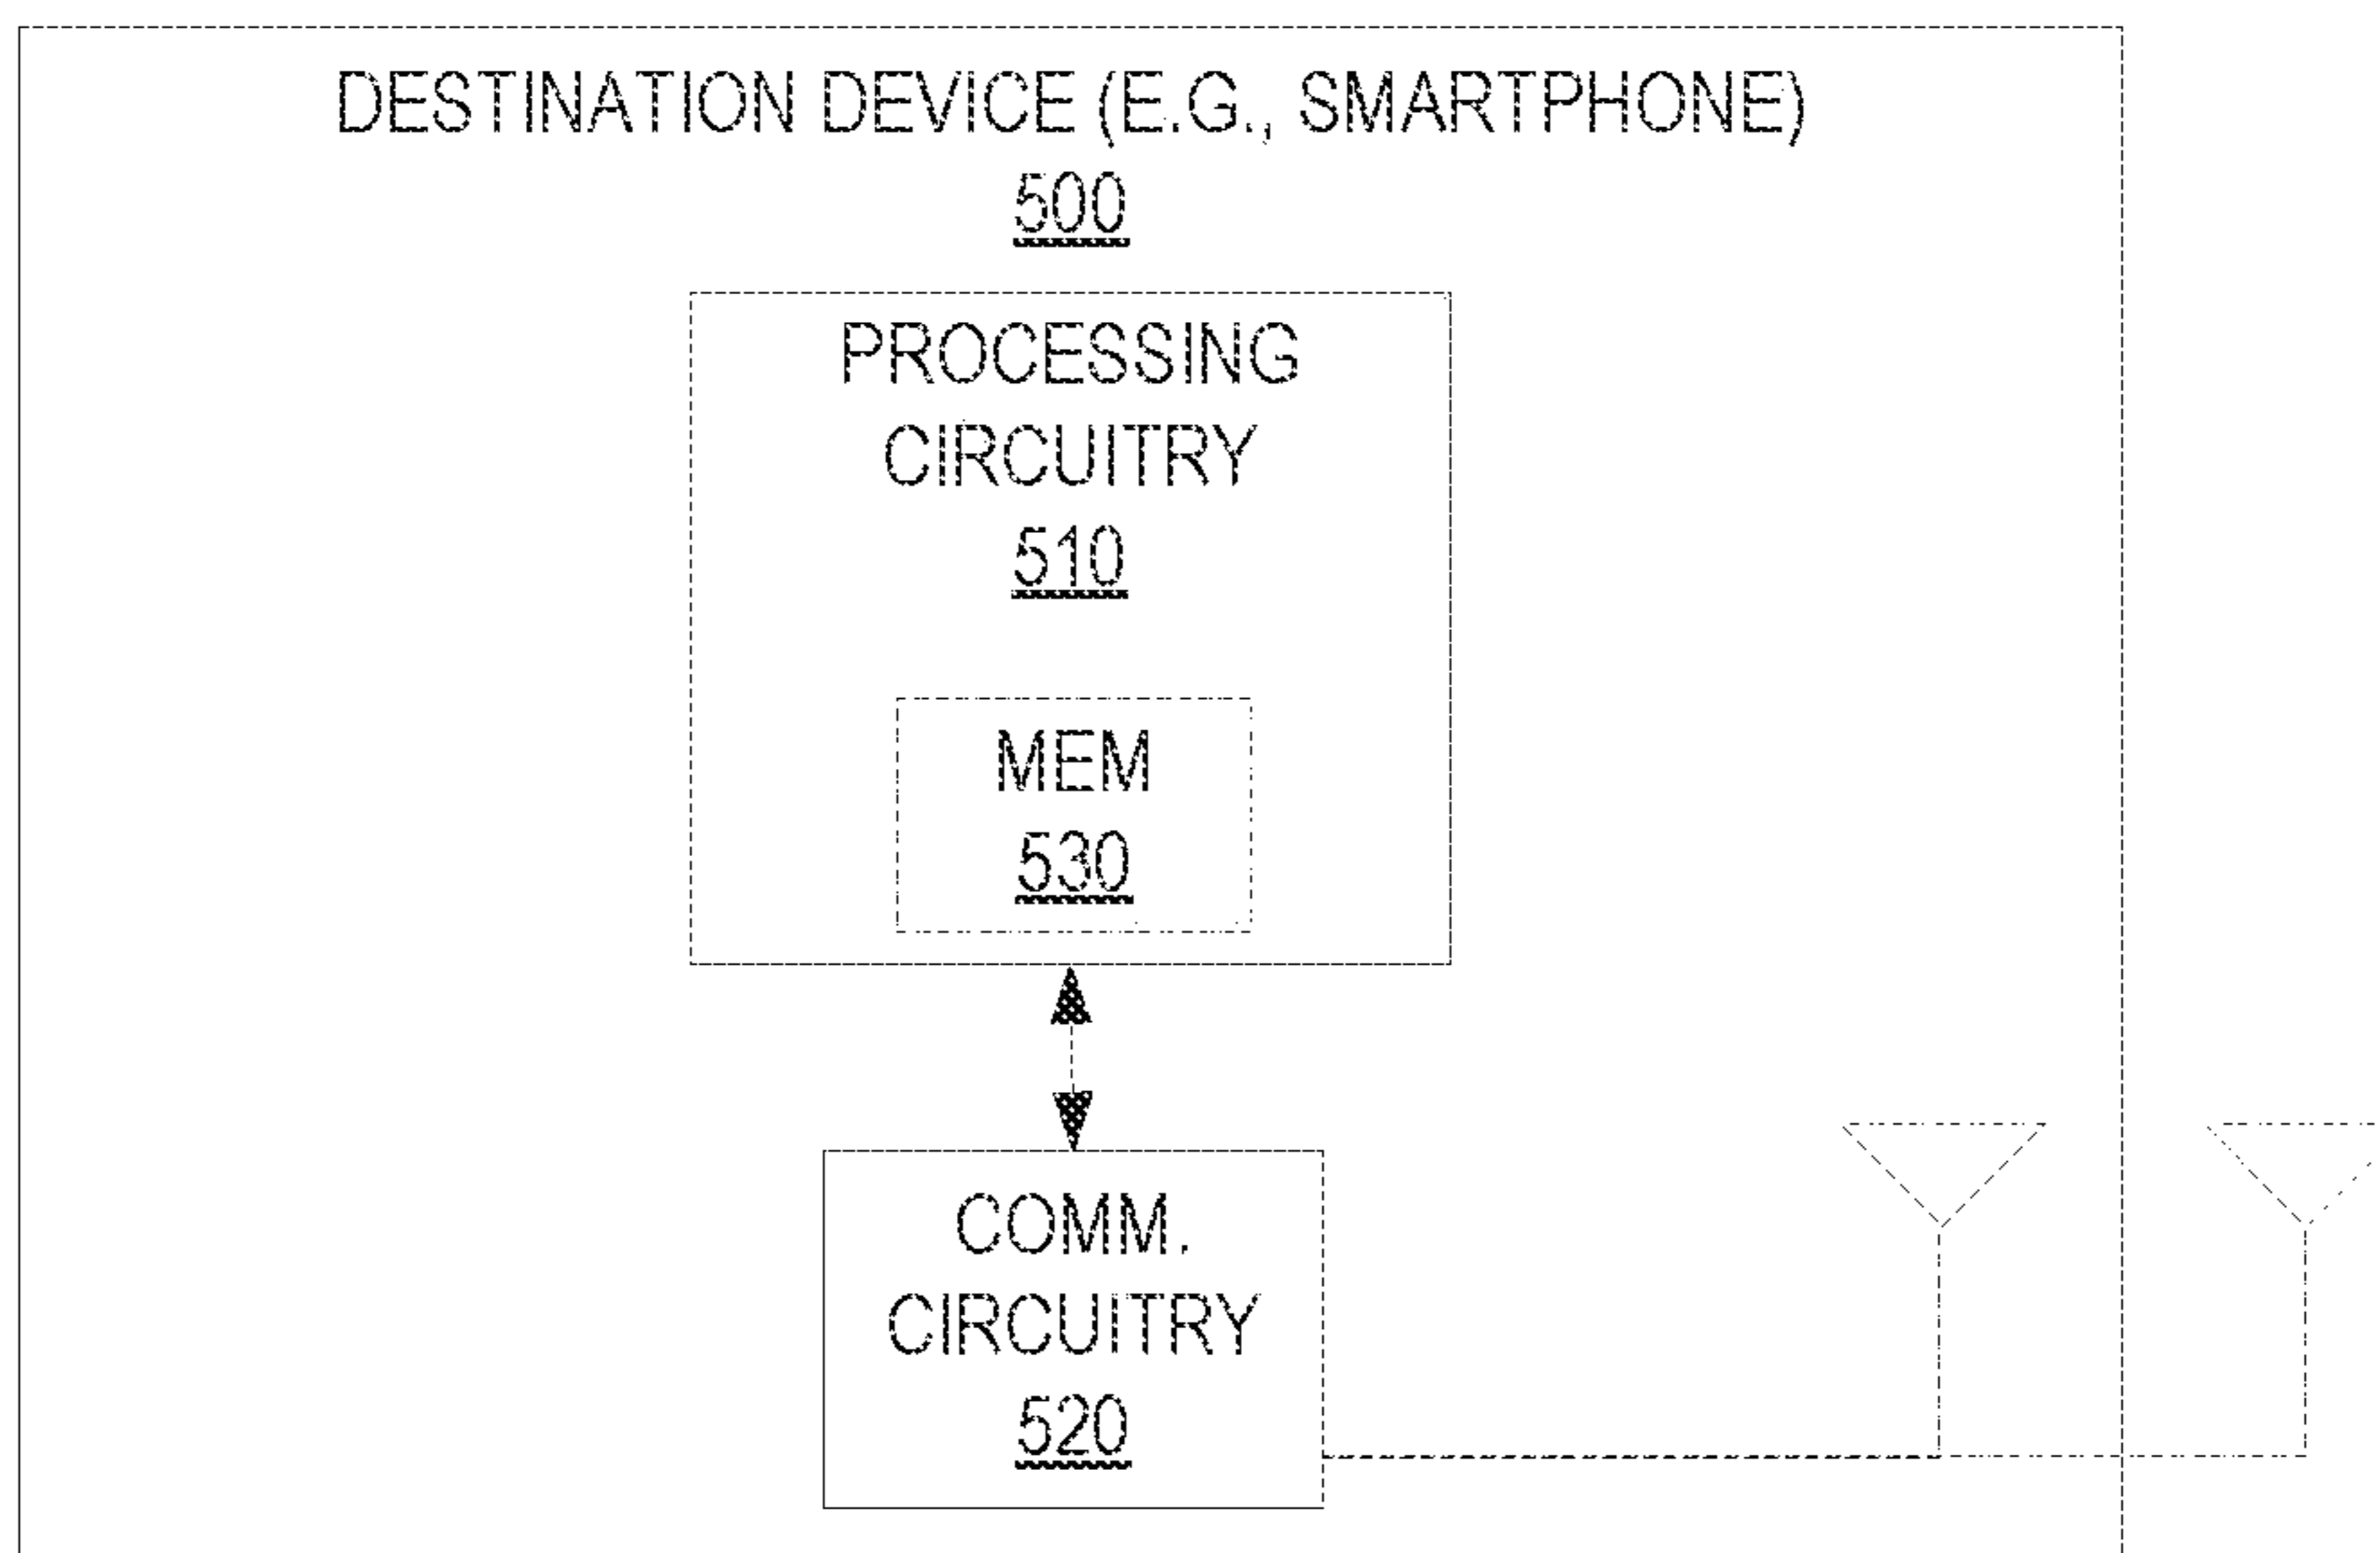 DESTINATION DEVICE (E.G., SMARTPHONE)
500
PROCESSING
CIRCUITRY
510
MEM
530
COMM.
CIRCUITRY
520